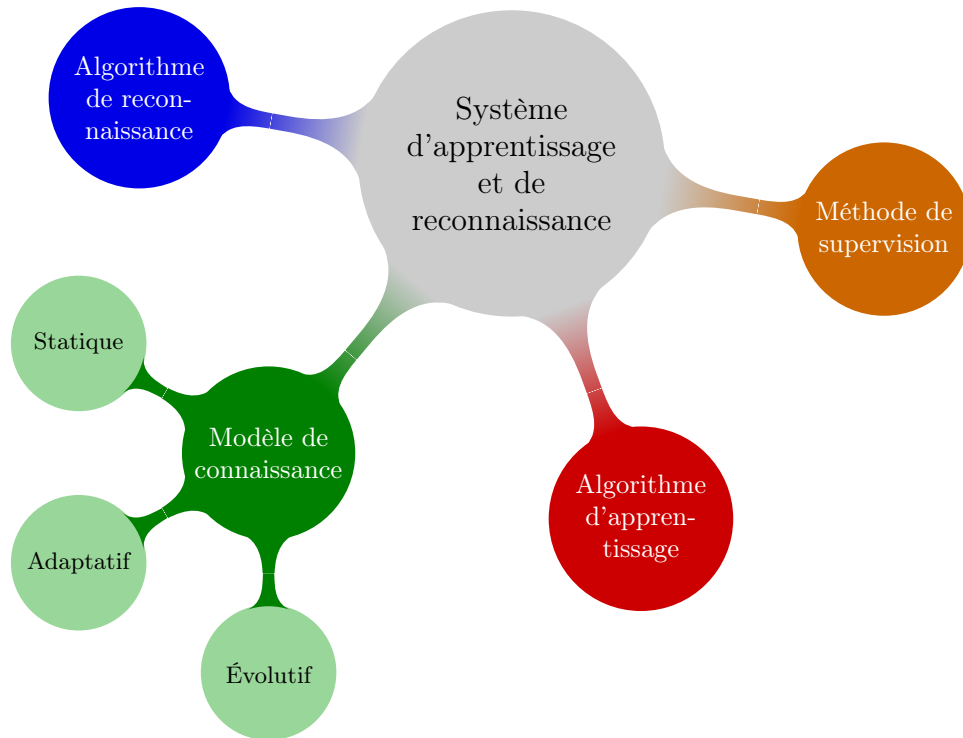 Algorithme
de recon-
naissance
Système
d'apprentissage
et de
reconnaissance
Méthode de
supervision
Statique
Modèle de
connaissance
Adaptatif
Évolutif
Algorithme
d'appren-
tissage